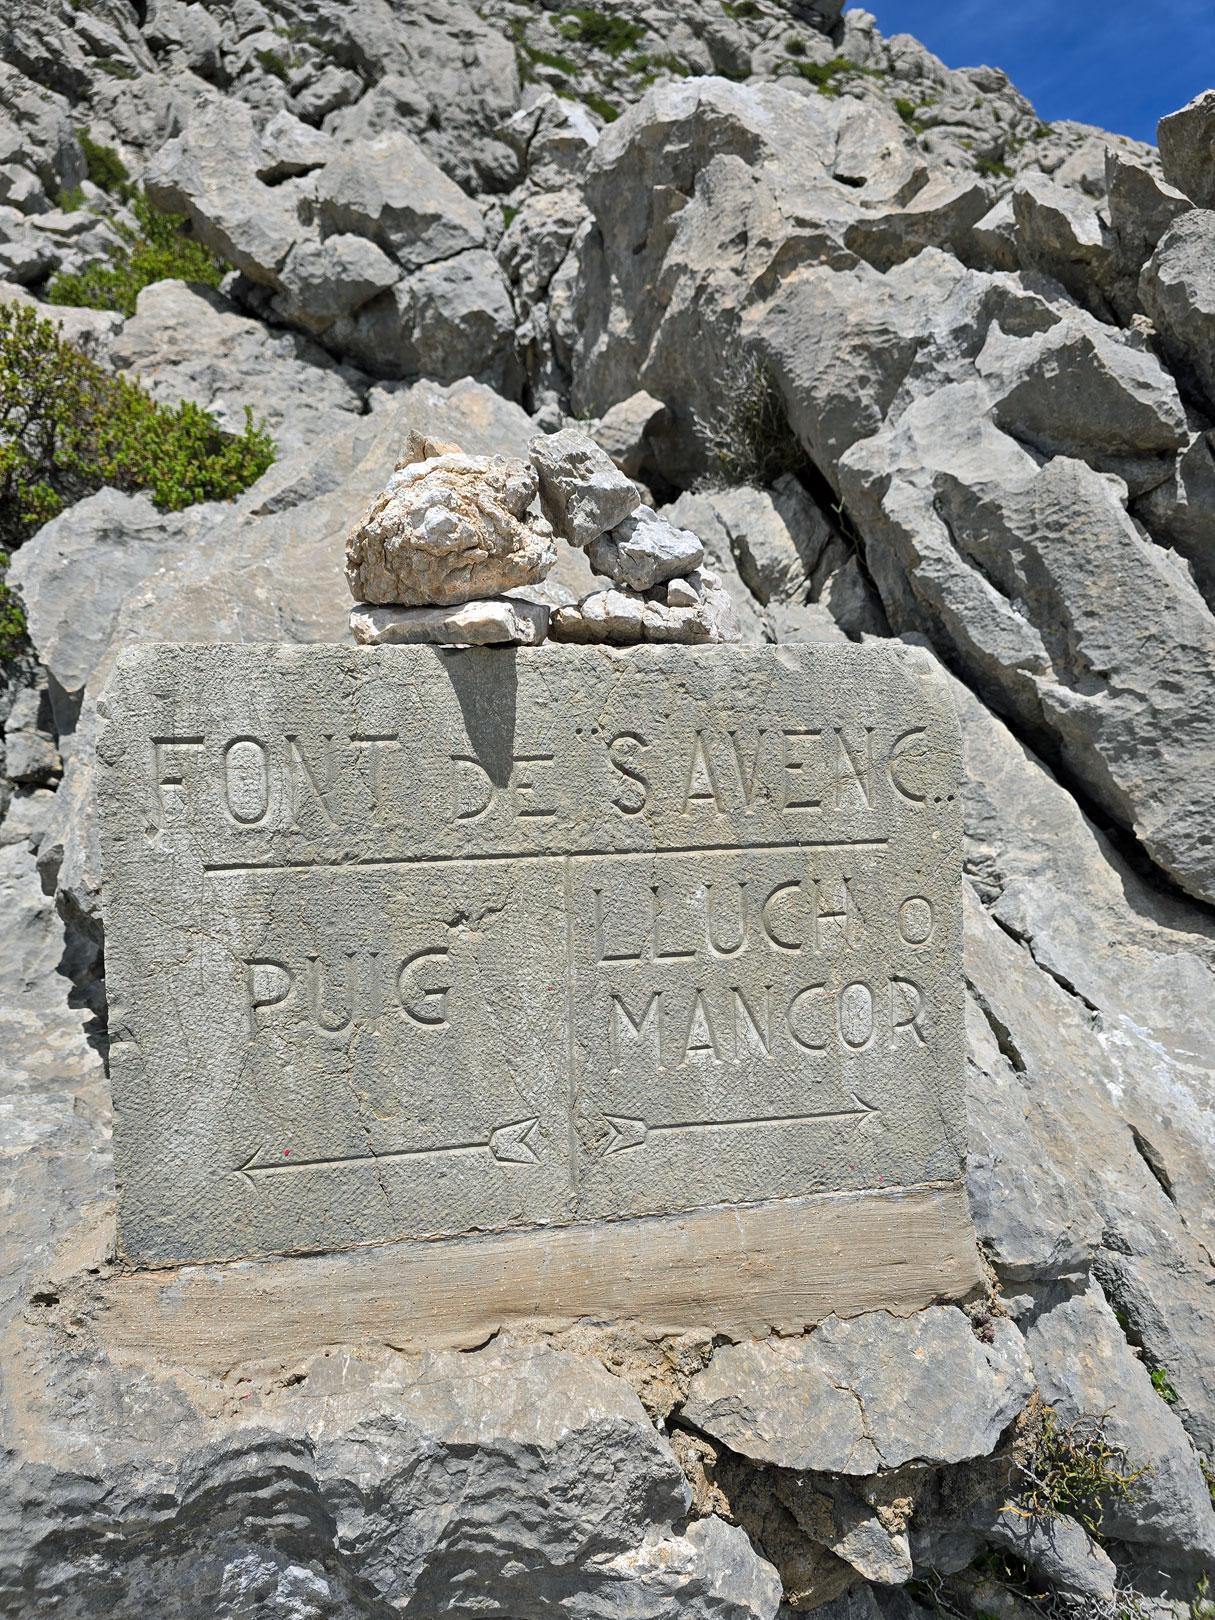 FONT DE "S'AVENC..
PUIG
LLUCH O
MANCOR